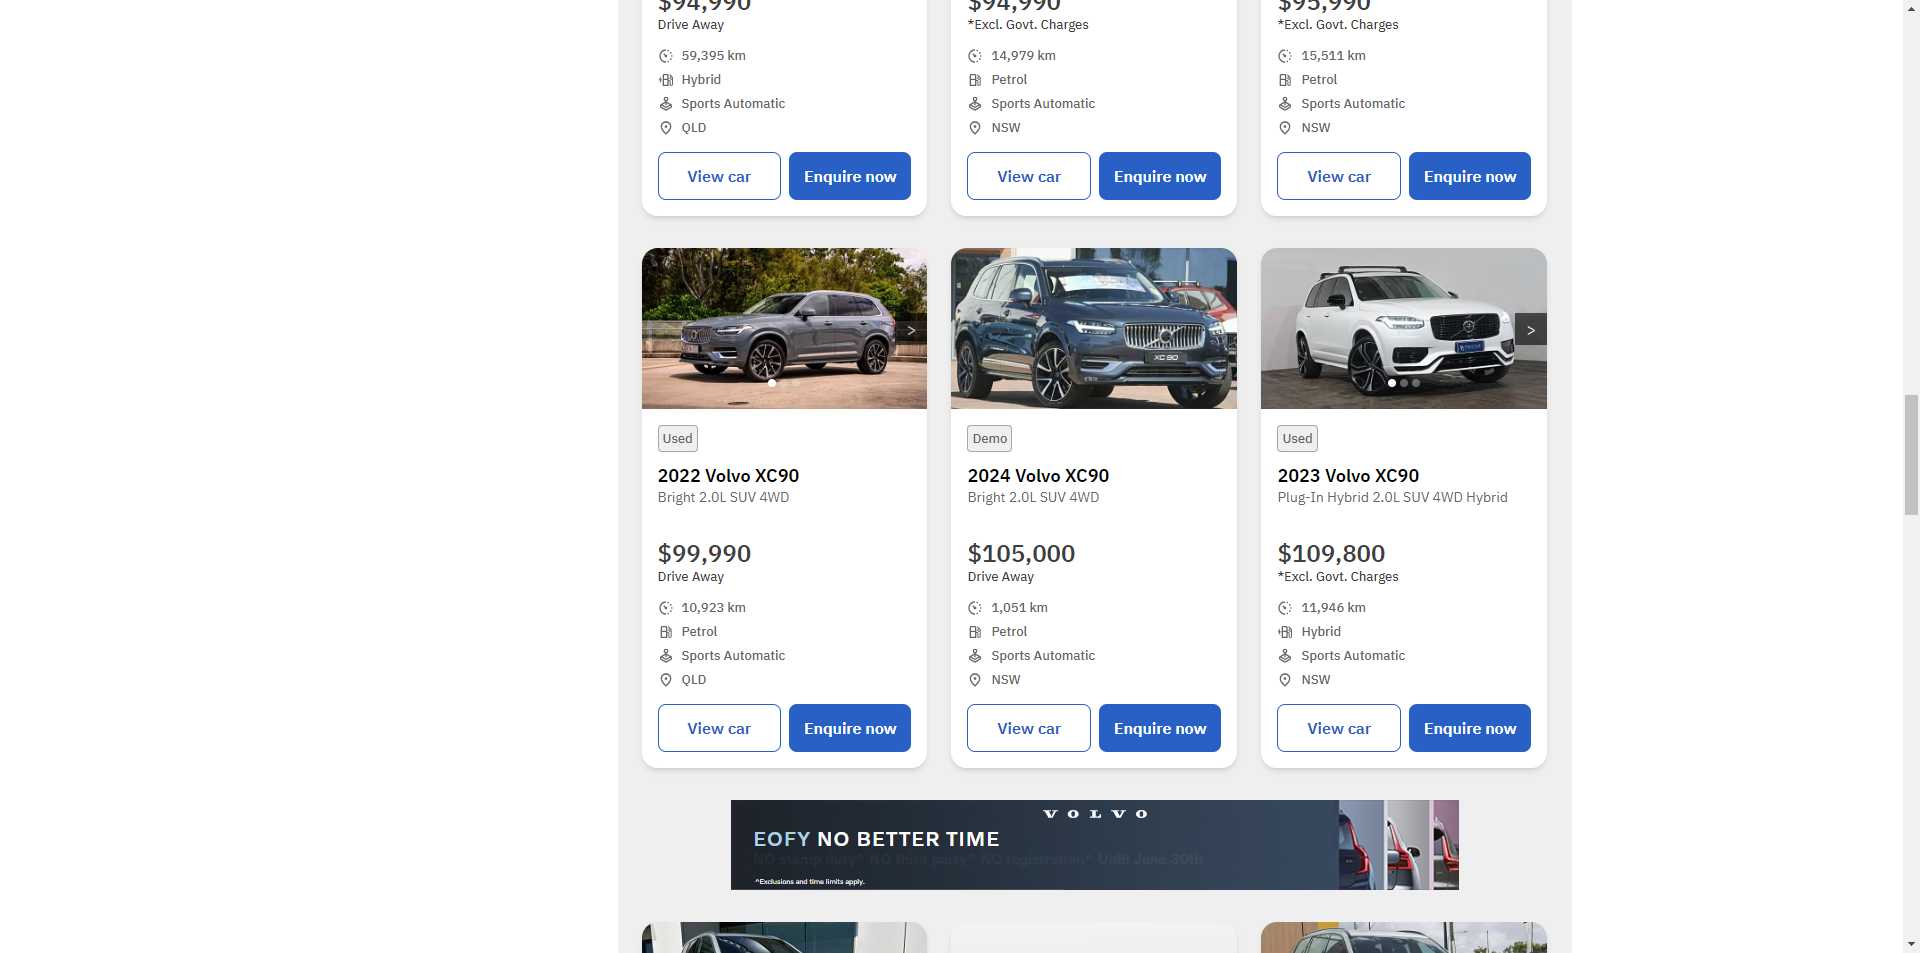 $94,990
Drive Away
59,395 km
Hybrid
Sports Automatic
QLD
View car
Enquire now
$94,990
*Excl. Govt. Charges
14,979 km
Petrol
Sports Automatic
NSW
View car
Enquire now
$95,990
*Excl. Govt. Charges
15,511 km
Petrol
Sports Automatic
NSW
View car
Enquire now
>
Used
2022 Volvo XC90
Bright 2.0L SUV 4WD
$99,990
Drive Away
10,923 km
Petrol
Sports Automatic
QLD
View car
Enquire now
XC 90
Demo
2024 Volvo XC90
Bright 2.0L SUV 4WD
$105,000
Drive Away
1,051 km
Petrol
Sports Automatic
NSW
View car
Enquire now
>
Used
2023 Volvo XC90
Plug-In Hybrid 2.0L SUV 4WD Hybrid
$109,800
*Excl. Govt. Charges
11,946 km
Hybrid
Sports Automatic
NSW
View car
Enquire now
VOLVO
EOFY NO BETTER TIME
NO stamp duty^ NO third party^ NO registration^ Until June 30th
^Exclusions and time limits apply.